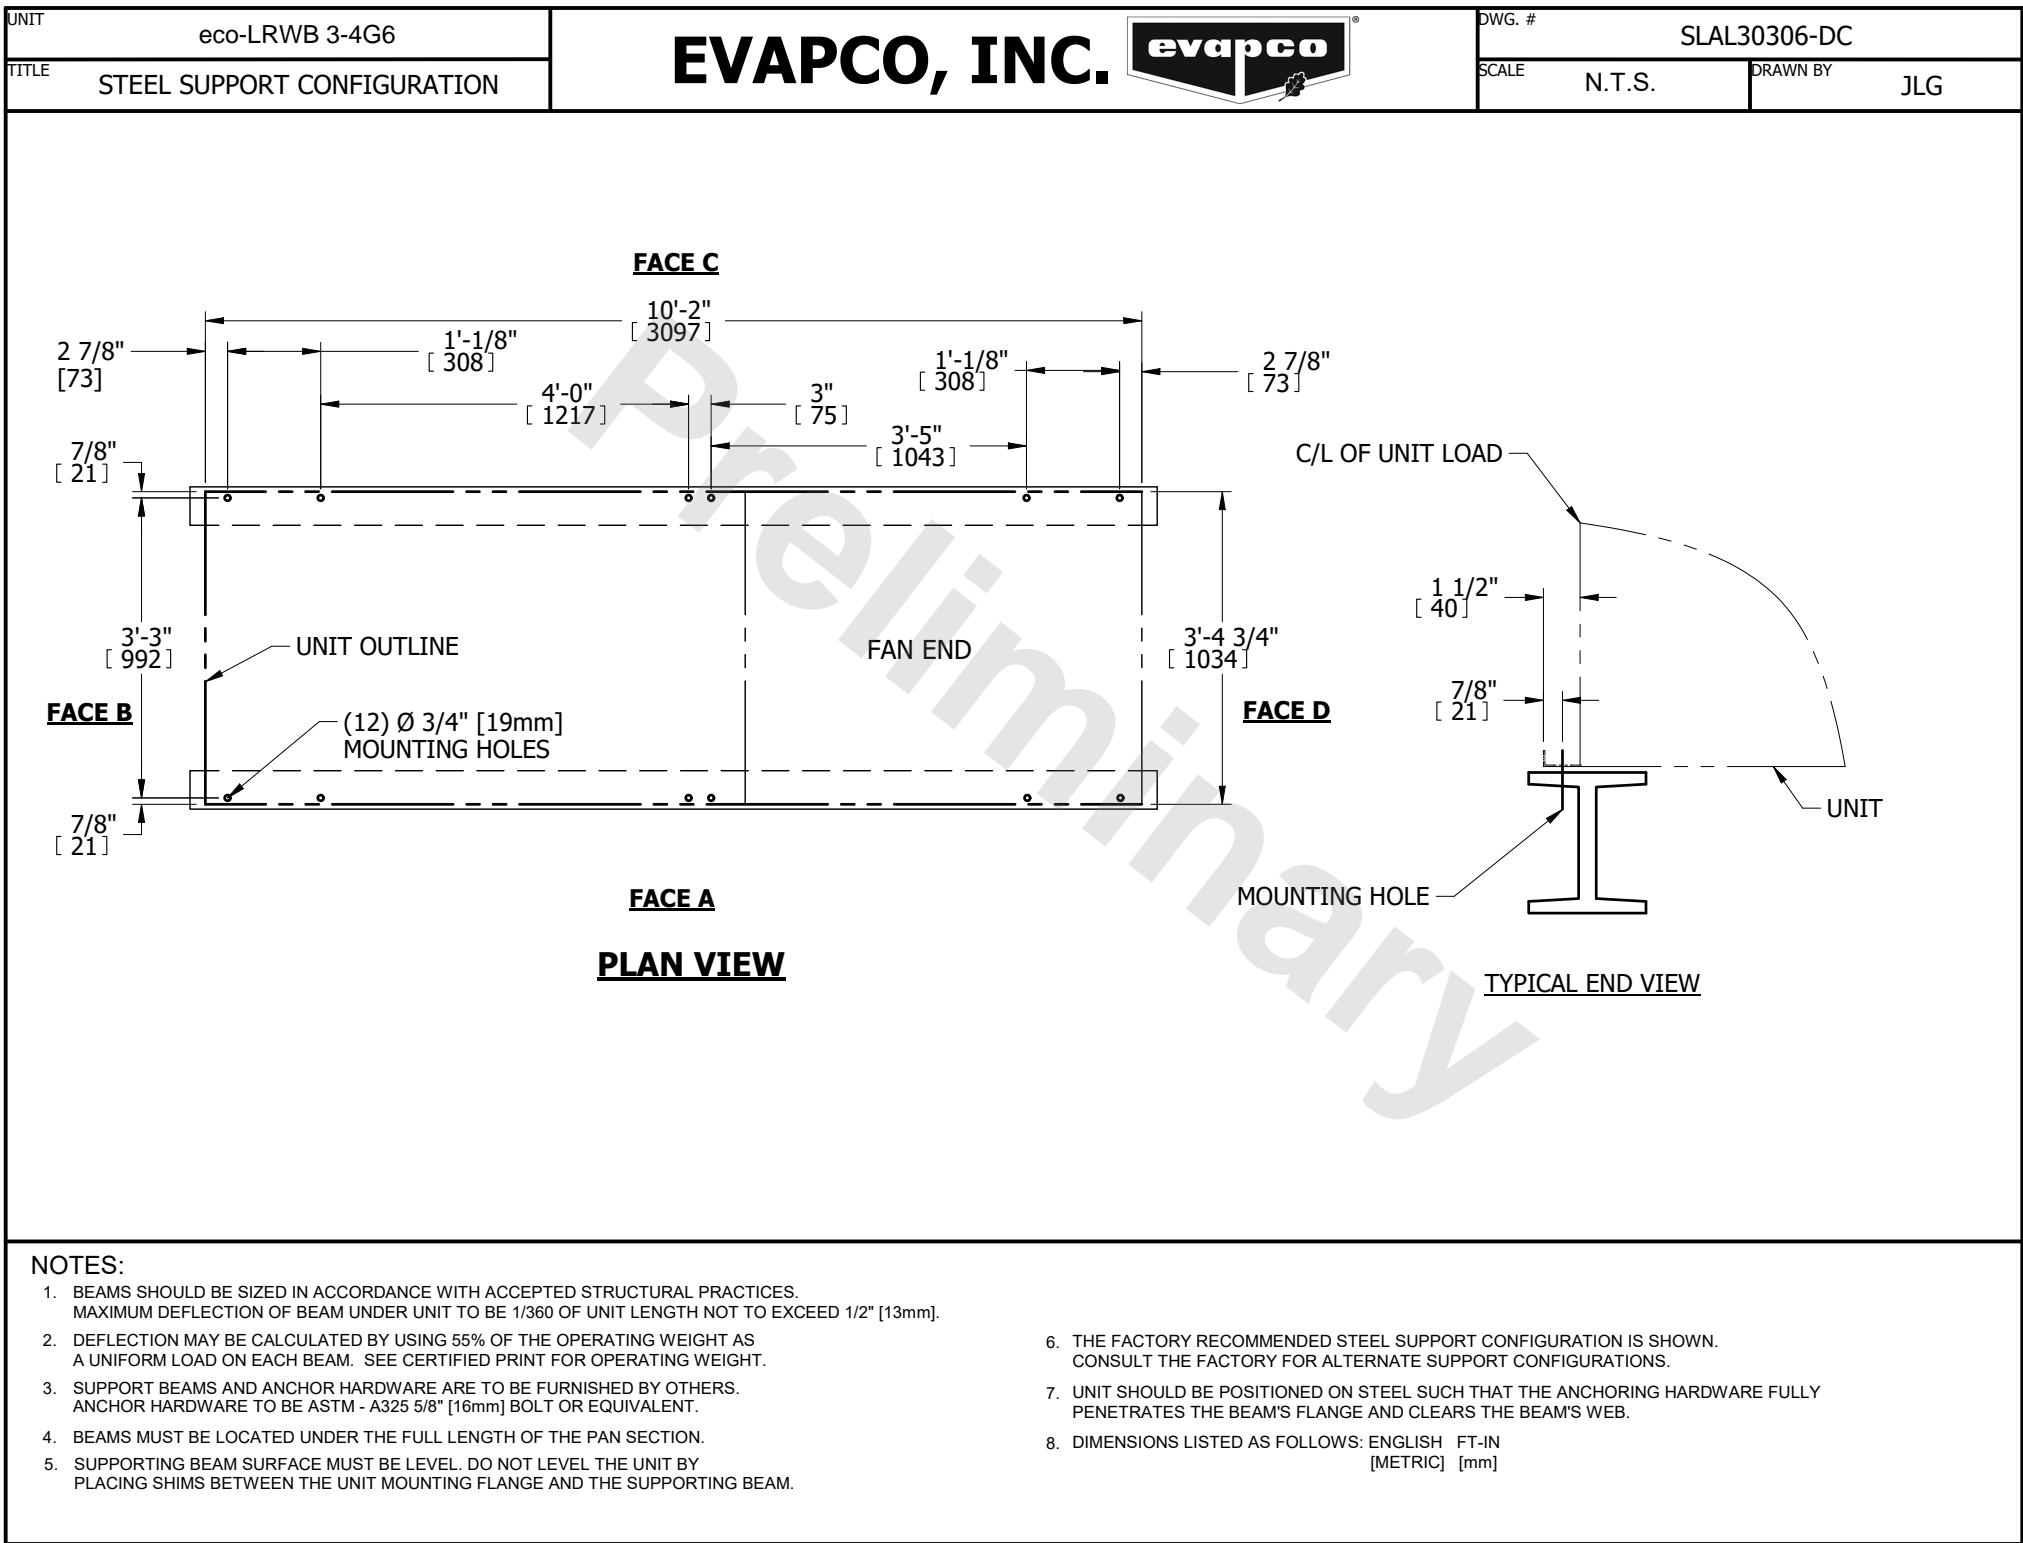 UNIT
eco-LRWB 3-4G6
TITLE
STEEL SUPPORT CONFIGURATION
EVAPCO, INC.
evapco
®
DWG. #
SLAL30306-DC
SCALE
N.T.S.
DRAWN BY
JLG
FACE C
10'-2"
[ 3097]
2 7/8"
[73]
1'-1/8"
[ 308]
4'-0"
[ 1217]
3"
[ 75]
1'-1/8"
[ 308]
2 7/8"
[ 73]
3'-5"
[ 1043]
7/8"
[ 21]
C/L OF UNIT LOAD
1 1/2"
[ 40]
3'-3"
[ 992]
UNIT OUTLINE
FAN END
3'-4 3/4"
[ 1034]
7/8"
[ 21]
FACE B
(12) Ø 3/4" [19mm]
MOUNTING HOLES
FACE D
7/8"
[ 21]
UNIT
MOUNTING HOLE
FACE A
PLAN VIEW
TYPICAL END VIEW
Preliminary
NOTES:
1. BEAMS SHOULD BE SIZED IN ACCORDANCE WITH ACCEPTED STRUCTURAL PRACTICES.
MAXIMUM DEFLECTION OF BEAM UNDER UNIT TO BE 1/360 OF UNIT LENGTH NOT TO EXCEED 1/2" [13mm].
2. DEFLECTION MAY BE CALCULATED BY USING 55% OF THE OPERATING WEIGHT AS
A UNIFORM LOAD ON EACH BEAM. SEE CERTIFIED PRINT FOR OPERATING WEIGHT.
3. SUPPORT BEAMS AND ANCHOR HARDWARE ARE TO BE FURNISHED BY OTHERS.
ANCHOR HARDWARE TO BE ASTM - A325 5/8" [16mm] BOLT OR EQUIVALENT.
4. BEAMS MUST BE LOCATED UNDER THE FULL LENGTH OF THE PAN SECTION.
5. SUPPORTING BEAM SURFACE MUST BE LEVEL. DO NOT LEVEL THE UNIT BY
PLACING SHIMS BETWEEN THE UNIT MOUNTING FLANGE AND THE SUPPORTING BEAM.
6. THE FACTORY RECOMMENDED STEEL SUPPORT CONFIGURATION IS SHOWN.
CONSULT THE FACTORY FOR ALTERNATE SUPPORT CONFIGURATIONS.
7. UNIT SHOULD BE POSITIONED ON STEEL SUCH THAT THE ANCHORING HARDWARE FULLY
PENETRATES THE BEAM'S FLANGE AND CLEARS THE BEAM'S WEB.
8. DIMENSIONS LISTED AS FOLLOWS: ENGLISH FT-IN
[METRIC] [mm]